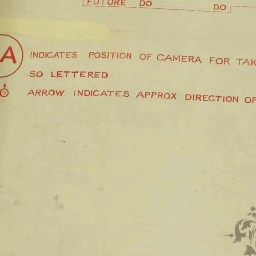 FUTURE DO DO
A INDICATES POSITION OF CAMERA FOR TAK
SO LETTERED
ARROW INDICATES APPROX DIRECTION OF